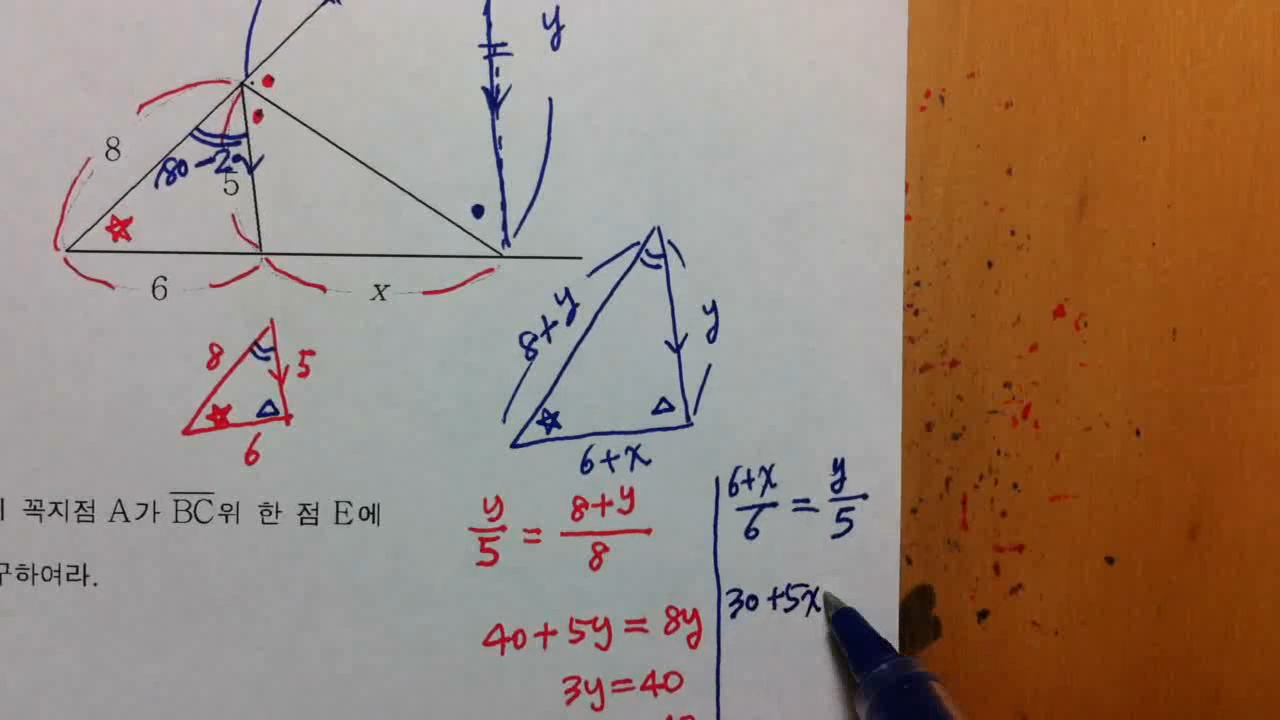 y
8
180-2•
5
6
x
8
5
6
8+y
y
6+x
ㅣ 꼭지점 A가 BC위 한 점 E에
구하여라.
y/5 = 8+y/8
40+5y=8y
3y=40
6+x/6 = y/5
30+5x